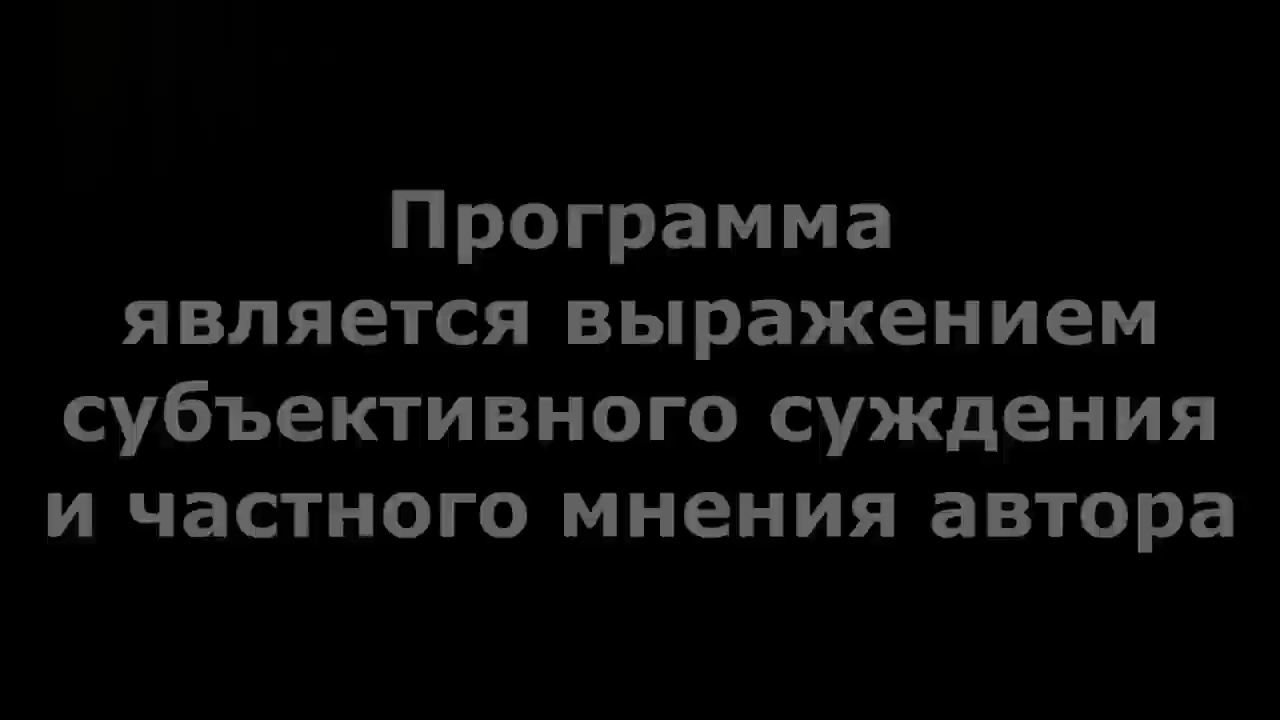 Программа
является выражением
субъективного суждения
и частного мнения автора